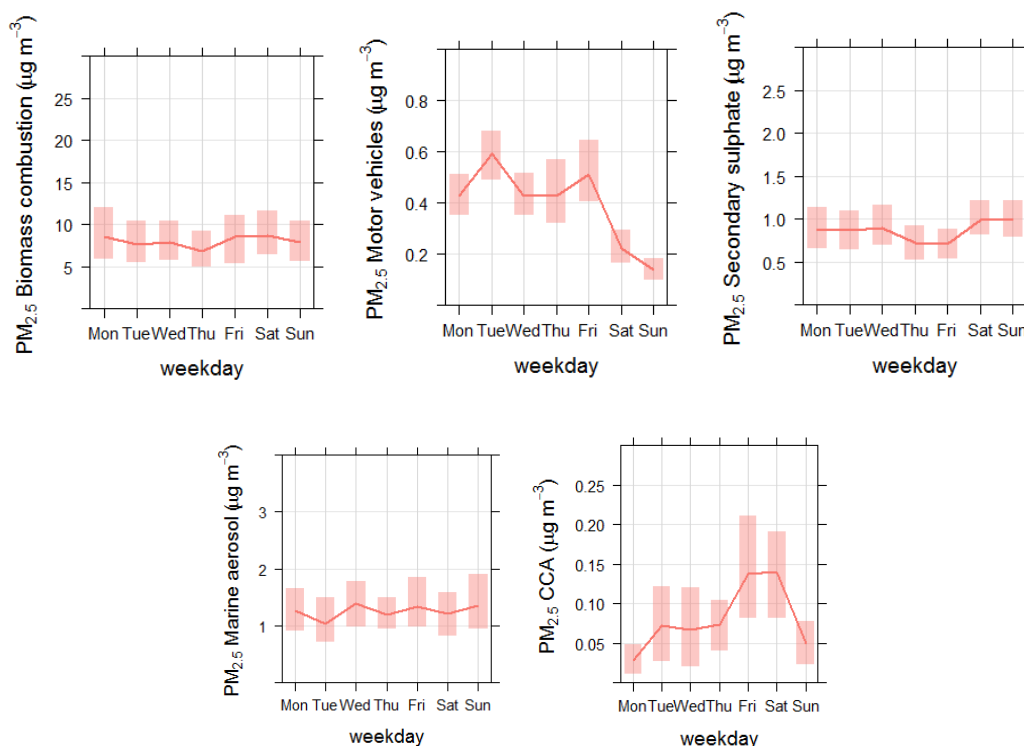 PM2.5 Biomass combustion (µg m−3)
25
20
15
10
5
Mon Tue Wed Thu Fri Sat Sun
weekday
PM2.5 Motor vehicles (µg m−3)
0.8
0.6
0.4
0.2
Mon Tue Wed Thu Fri Sat Sun
weekday
PM2.5 Secondary sulphate (µg m−3)
2.5
2.0
1.5
1.0
0.5
Mon Tue Wed Thu Fri Sat Sun
weekday
PM2.5 Marine aerosol (µg m−3)
3
2
1
Mon Tue Wed Thu Fri Sat Sun
weekday
PM2.5 CCA (µg m−3)
0.25
0.20
0.15
0.10
0.05
Mon Tue Wed Thu Fri Sat Sun
weekday